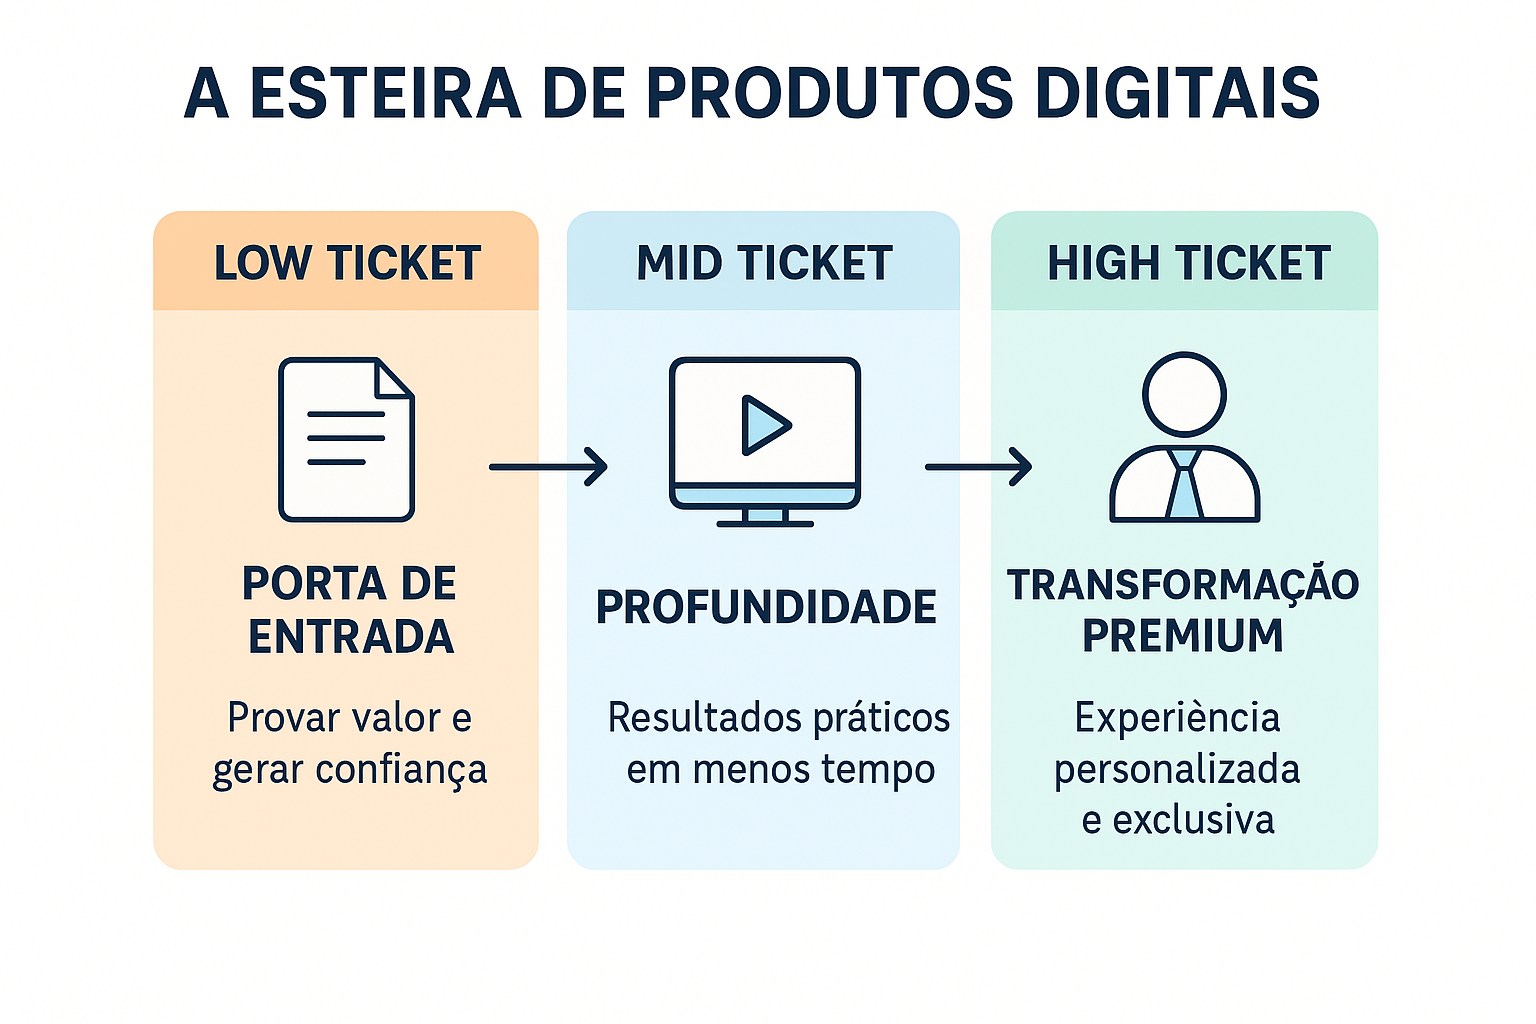 A ESTEIRA DE PRODUTOS DIGITAIS
LOW TICKET
PORTA DE
ENTRADA
Provar valor e
gerar confiança
MID TICKET
PROFUNDIDADE
Resultados práticos
em menos tempo
HIGH TICKET
TRANSFORMAÇÃO
PREMIUM
Experiència
personalizada
e exclusiva